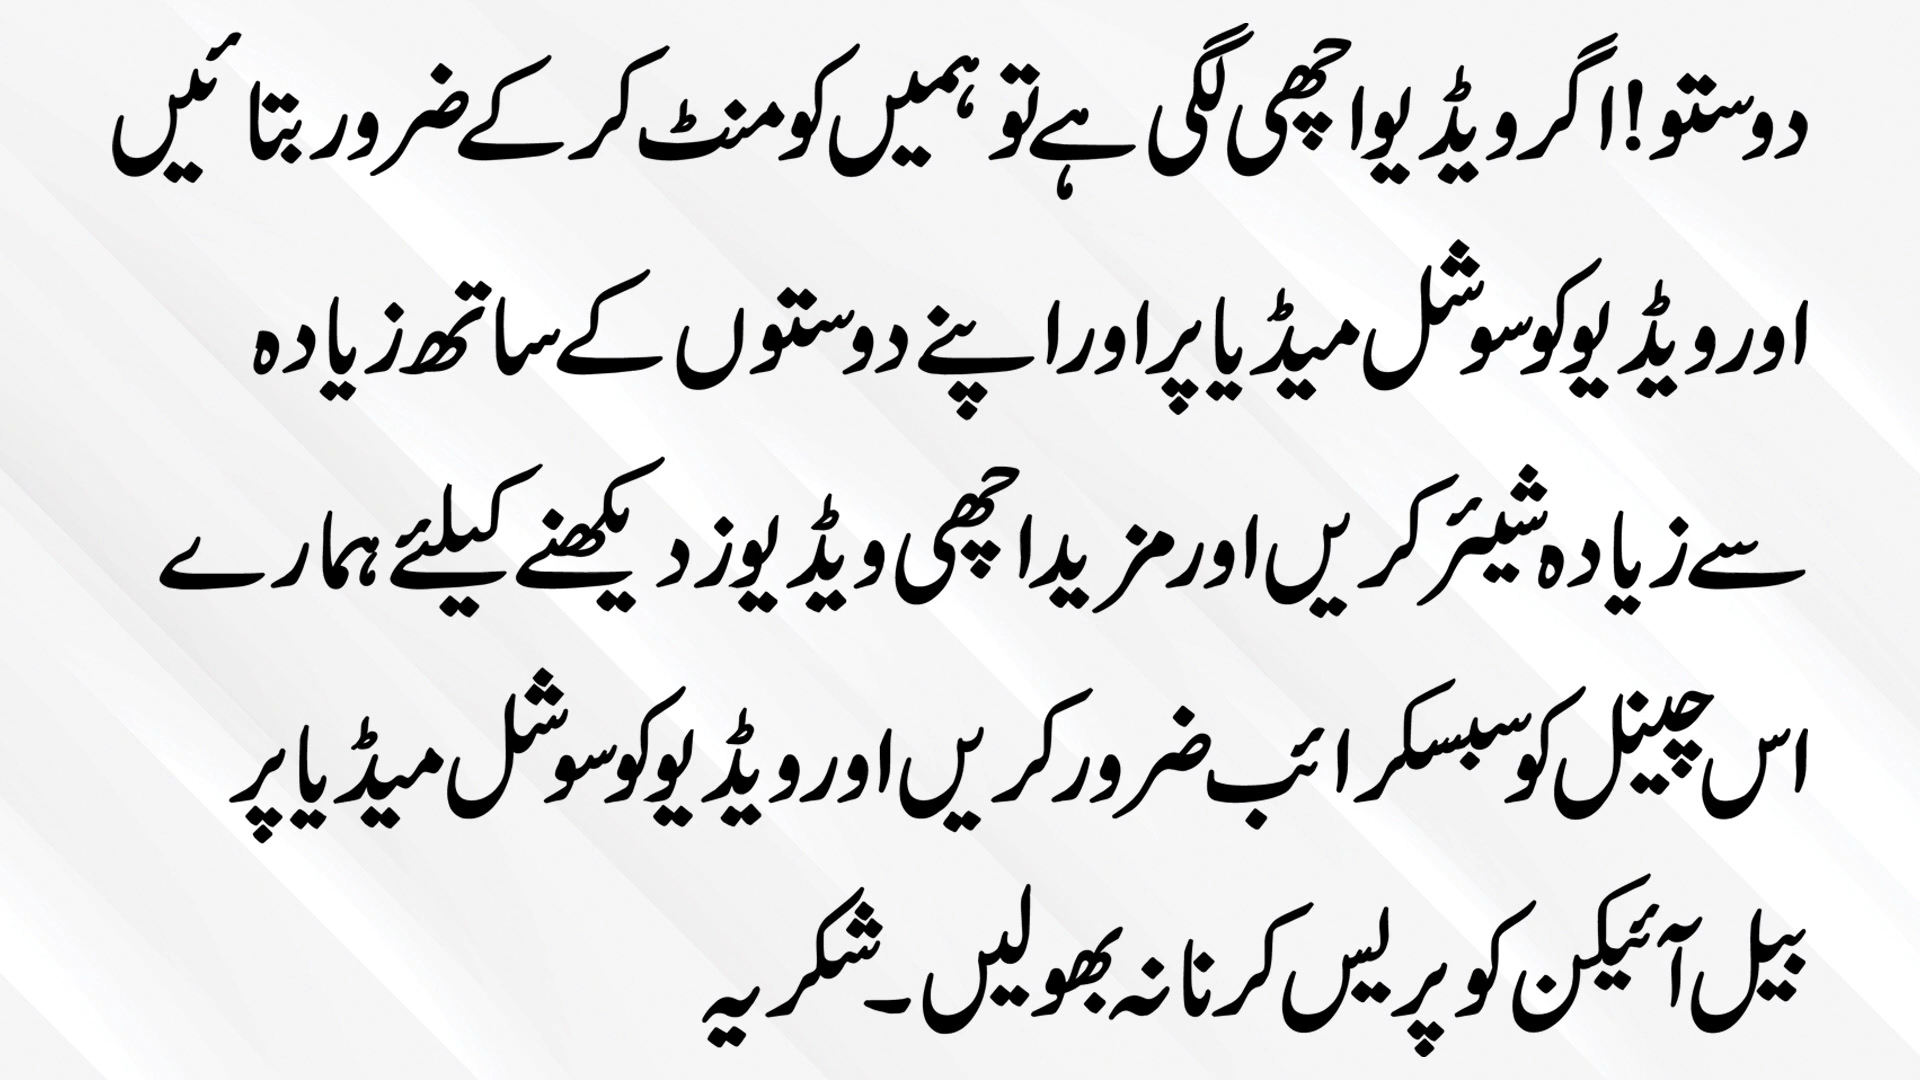 دوستو! اگر ویڈیو اچھی لگی ہے تو ہمیں کومنٹ کر کے ضرور بتائیں
اور ویڈیو کو سوشل میڈیا پر اور اپنے دوستوں کے ساتھ زیادہ
سے زیادہ شیئر کریں اور مزید اچھی ویڈیوز دیکھنے کیلئے ہمارے
اس چینل کو سبسکرائب ضرور کریں اور ویڈیو کو سوشل میڈیا پر
بیل آئیکن کو پریس کرنا نہ بھولیں۔ شکریہ